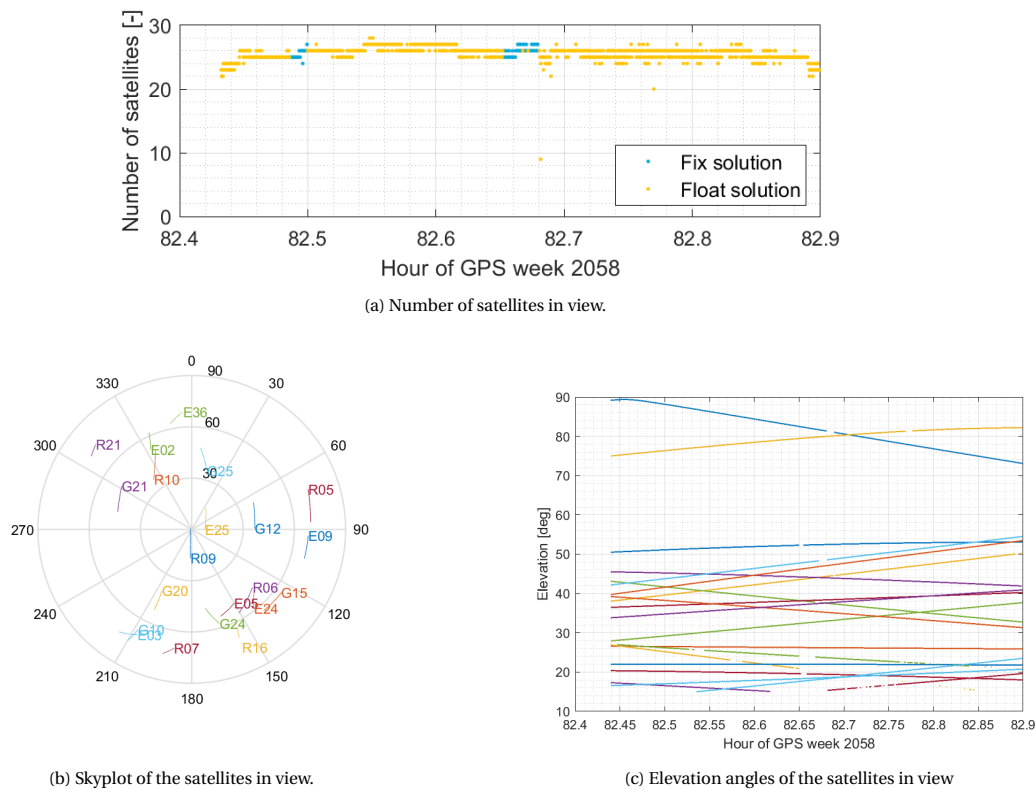 30
20
10
0
Number of satellites [-]
Fix solution
Float solution
82.4 82.5 82.6 82.7 82.8 82.9
Hour of GPS week 2058
(a) Number of satellites in view.
0
330 90 30
E36
300 R21 E02 60 60
R10 30 G25
G21 R05
270 E25 G12 90
R09 E09
G20 R06 G15
240 E05 E24 120
G10 G24
E03 R07 R16
210 150
180
(b) Skyplot of the satellites in view.
90
80
70
60
50
40
30
20
10
Elevation [deg]
82.4 82.45 82.5 82.55 82.6 82.65 82.7 82.75 82.8 82.85 82.9
Hour of GPS week 2058
(c) Elevation angles of the satellites in view